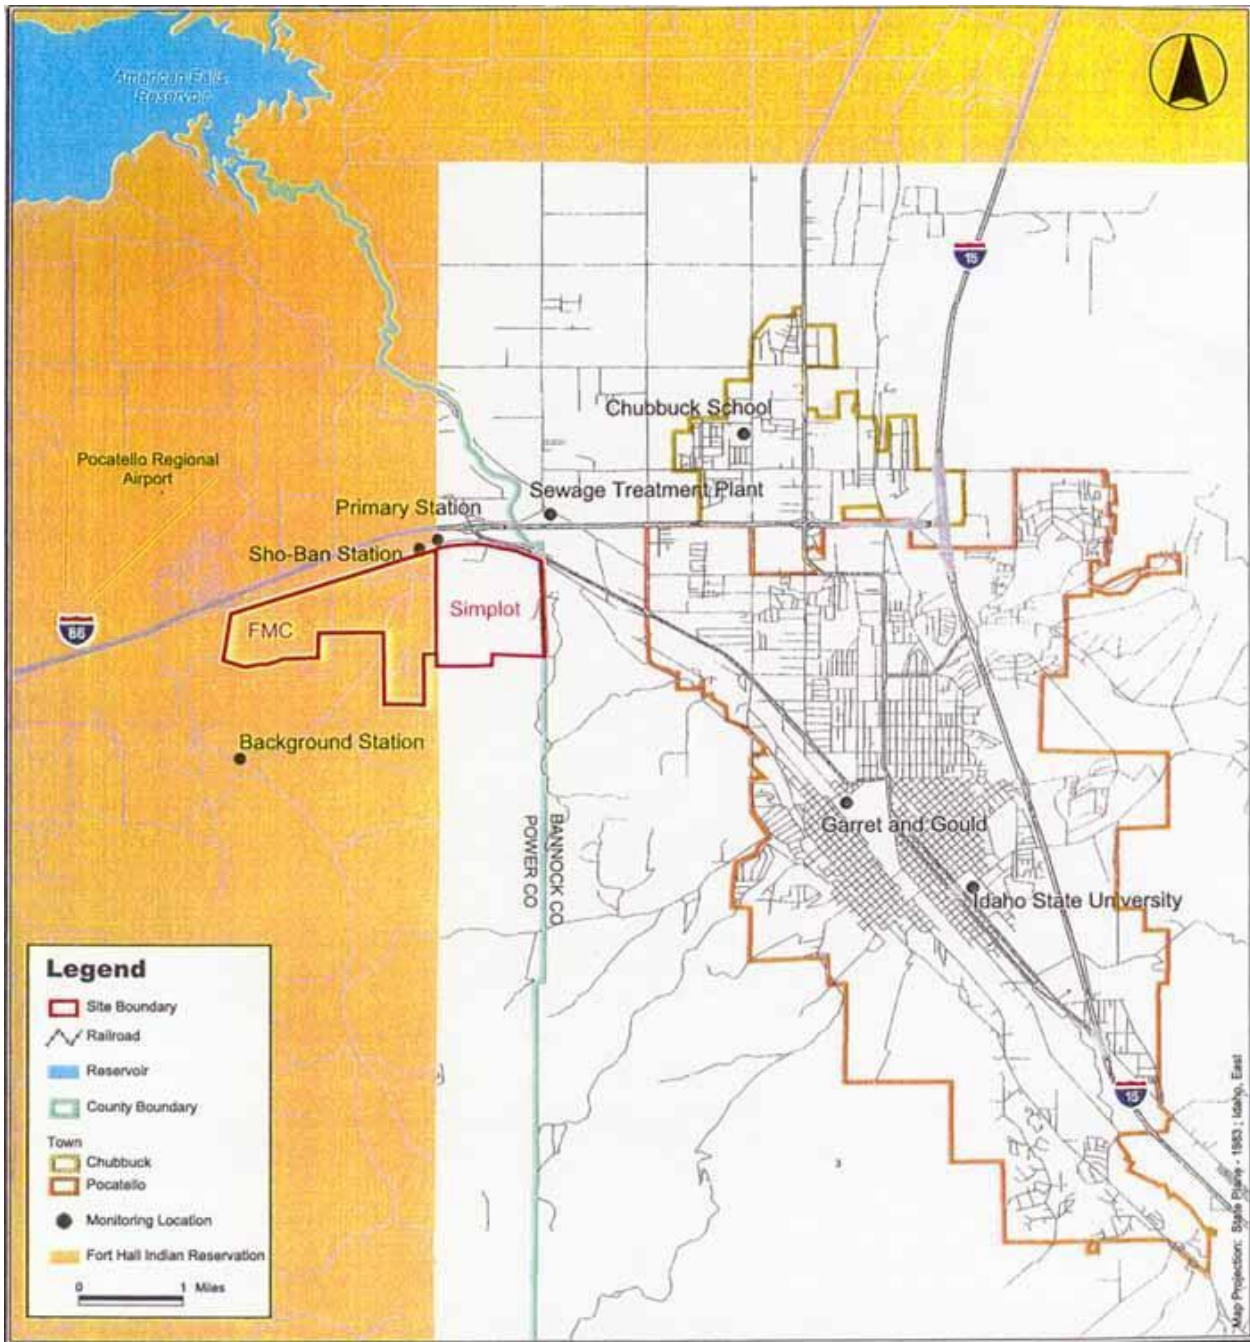 American Falls
Reservoir
15
Chubbuck School
Pocatello Regional
Airport
Sewage Treatment Plant
Primary Station
Sho-Ban Station
86
FMC
Simplot
Background Station
BANNOCK CO
POWER CO
Garret and Gould
Idaho State University
Legend
Site Boundary
Railroad
Reservoir
County Boundary
Town
Chubbuck
Pocatello
Monitoring Location
Fort Hall Indian Reservation
0 1 Miles
15
3
Map Projection: State Plane - 1983 ; Idaho, East